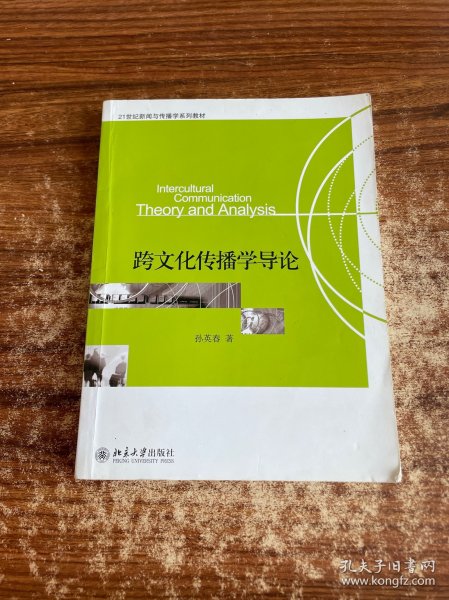 21世纪新闻与传播学系列教材
Intercultural
Communication
Theory and Analysis
跨文化传播学导论
孙英春 著
北京大学出版社
PEKING UNIVERSITY PRESS
孔夫子旧书网
www.kongfz.com